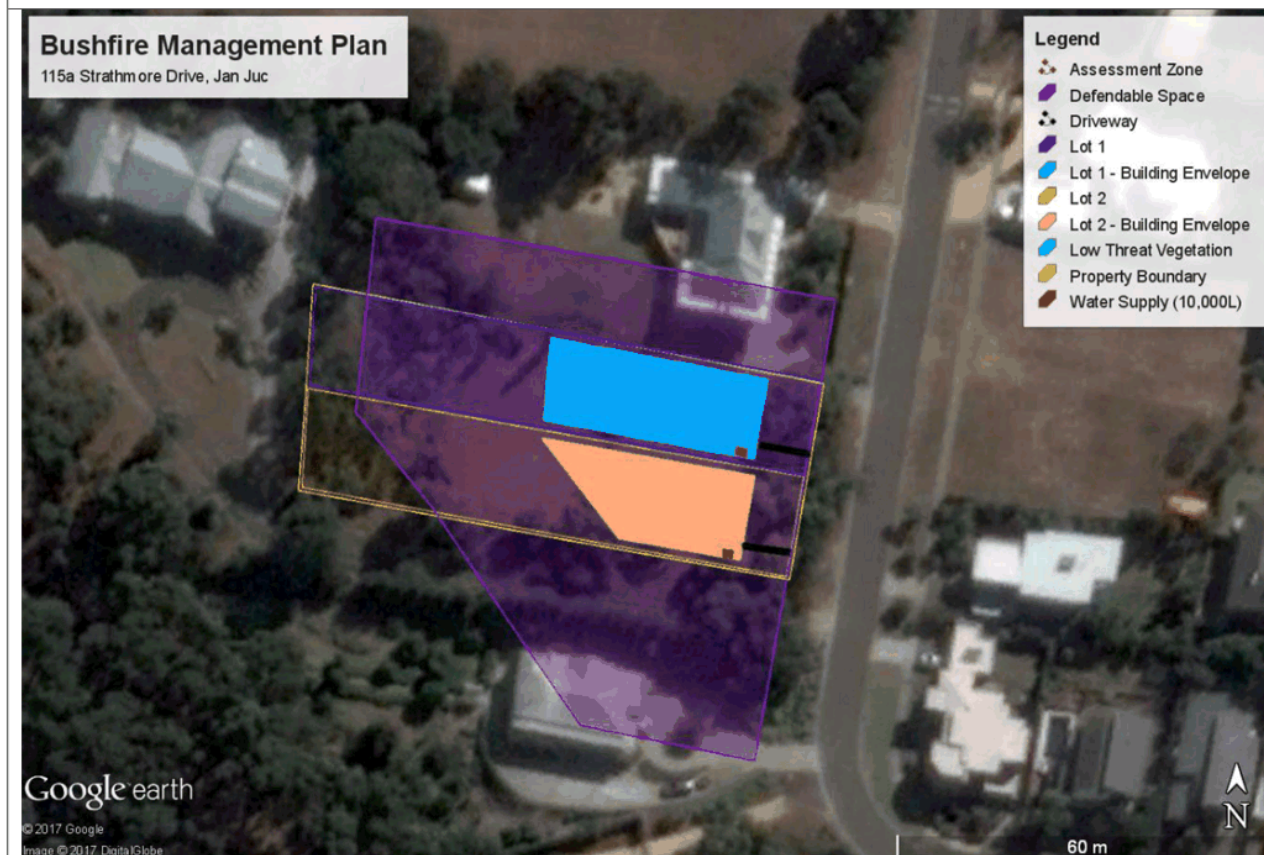 Bushfire Management Plan
115a Strathmore Drive, Jan Juc
Legend
Assessment Zone
Defendable Space
Driveway
Lot 1
Lot 1 - Building Envelope
Lot 2
Lot 2 - Building Envelope
Low Threat Vegetation
Property Boundary
Water Supply (10,000L)
Google earth
© 2017 Google
Image © 2017 DigitalGlobe
N
60 m